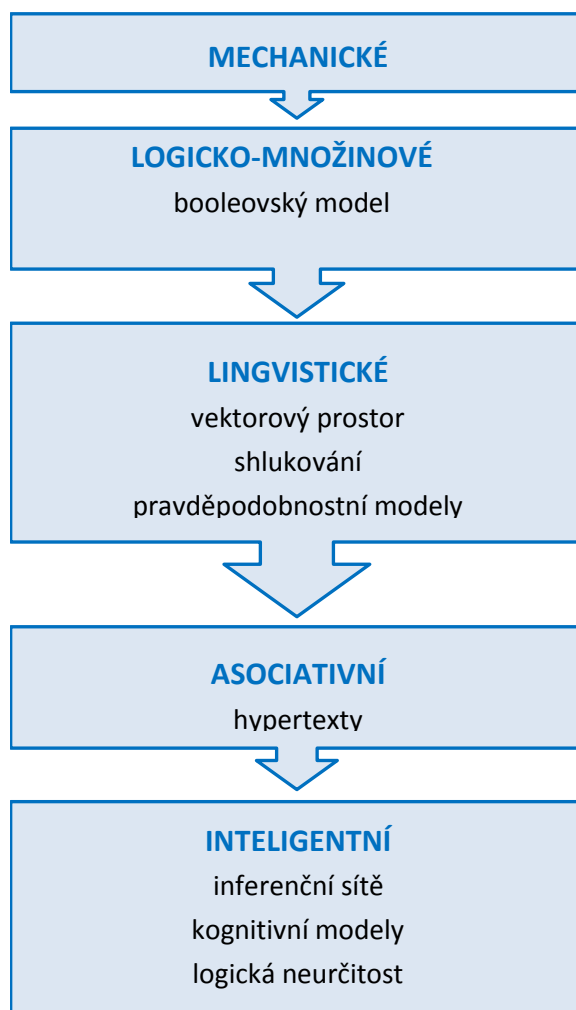 MECHANICKÉ
LOGICKO-MNOŽINOVÉ
booleovský model
LINGVISTICKÉ
vektorový prostor
shlukování
pravděpodobnostní modely
ASOCIATIVNÍ
hypertexty
INTELIGENTNÍ
inferenční sítě
kognitivní modely
logická neurčitost